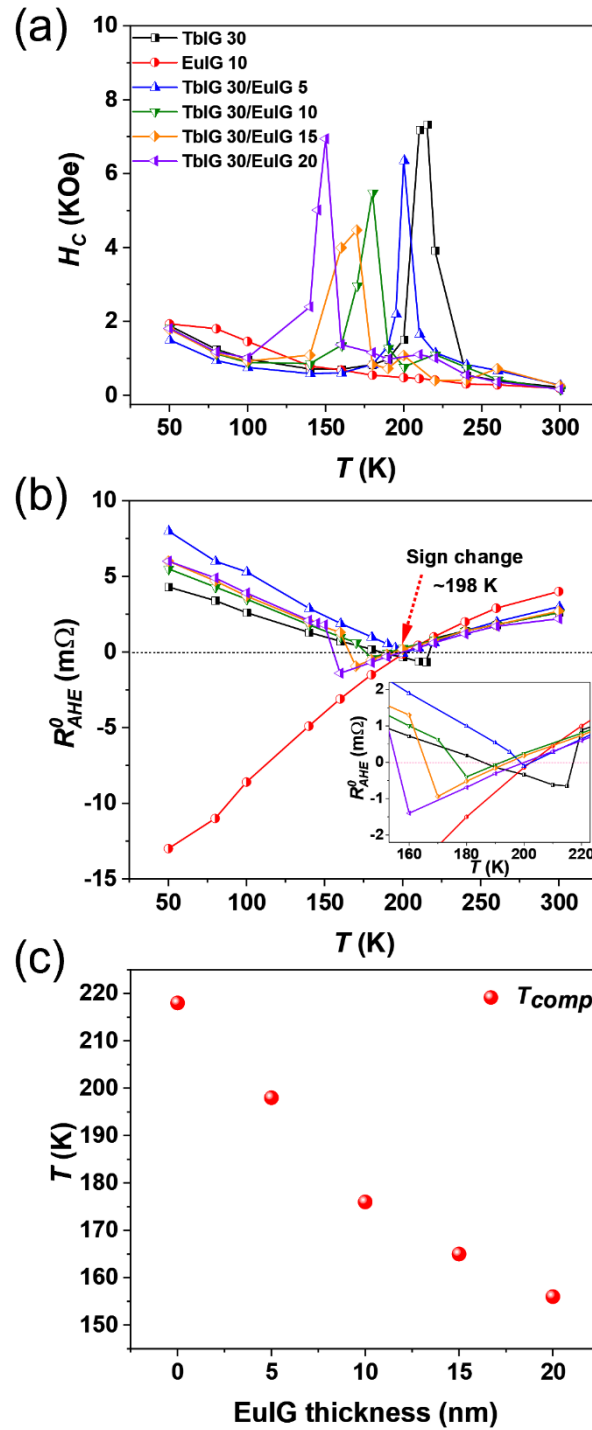 (a)
10
8
6
4
2
0
H_C (KOe)
TbIG 30
EuIG 10
TbIG 30/EuIG 5
TbIG 30/EuIG 10
TbIG 30/EuIG 15
TbIG 30/EuIG 20
50 100 150 200 250 300
T (K)
(b)
10
5
0
-5
-10
-15
R^0_AHE (mΩ)
Sign change
~198 K
2
1
0
-1
-2
R^0_AHE (mΩ)
160 180 200 220
T (K)
50 100 150 200 250 300
T (K)
(c)
220
210
200
190
180
170
160
150
T (K)
T_comp
0 5 10 15 20
EuIG thickness (nm)